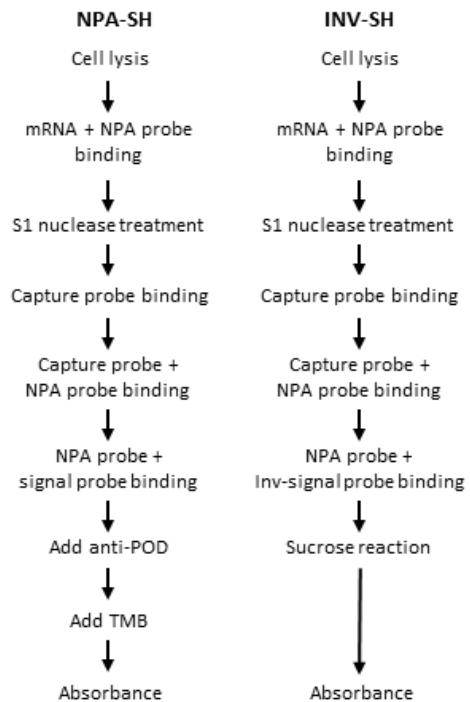 NPA-SH
Cell lysis
mRNA + NPA probe
binding
S1 nuclease treatment
Capture probe binding
Capture probe +
NPA probe binding
NPA probe +
signal probe binding
Add anti-POD
Add TMB
Absorbance
INV-SH
Cell lysis
mRNA + NPA probe
binding
S1 nuclease treatment
Capture probe binding
Capture probe +
NPA probe binding
NPA probe +
Inv-signal probe binding
Sucrose reaction
Absorbance